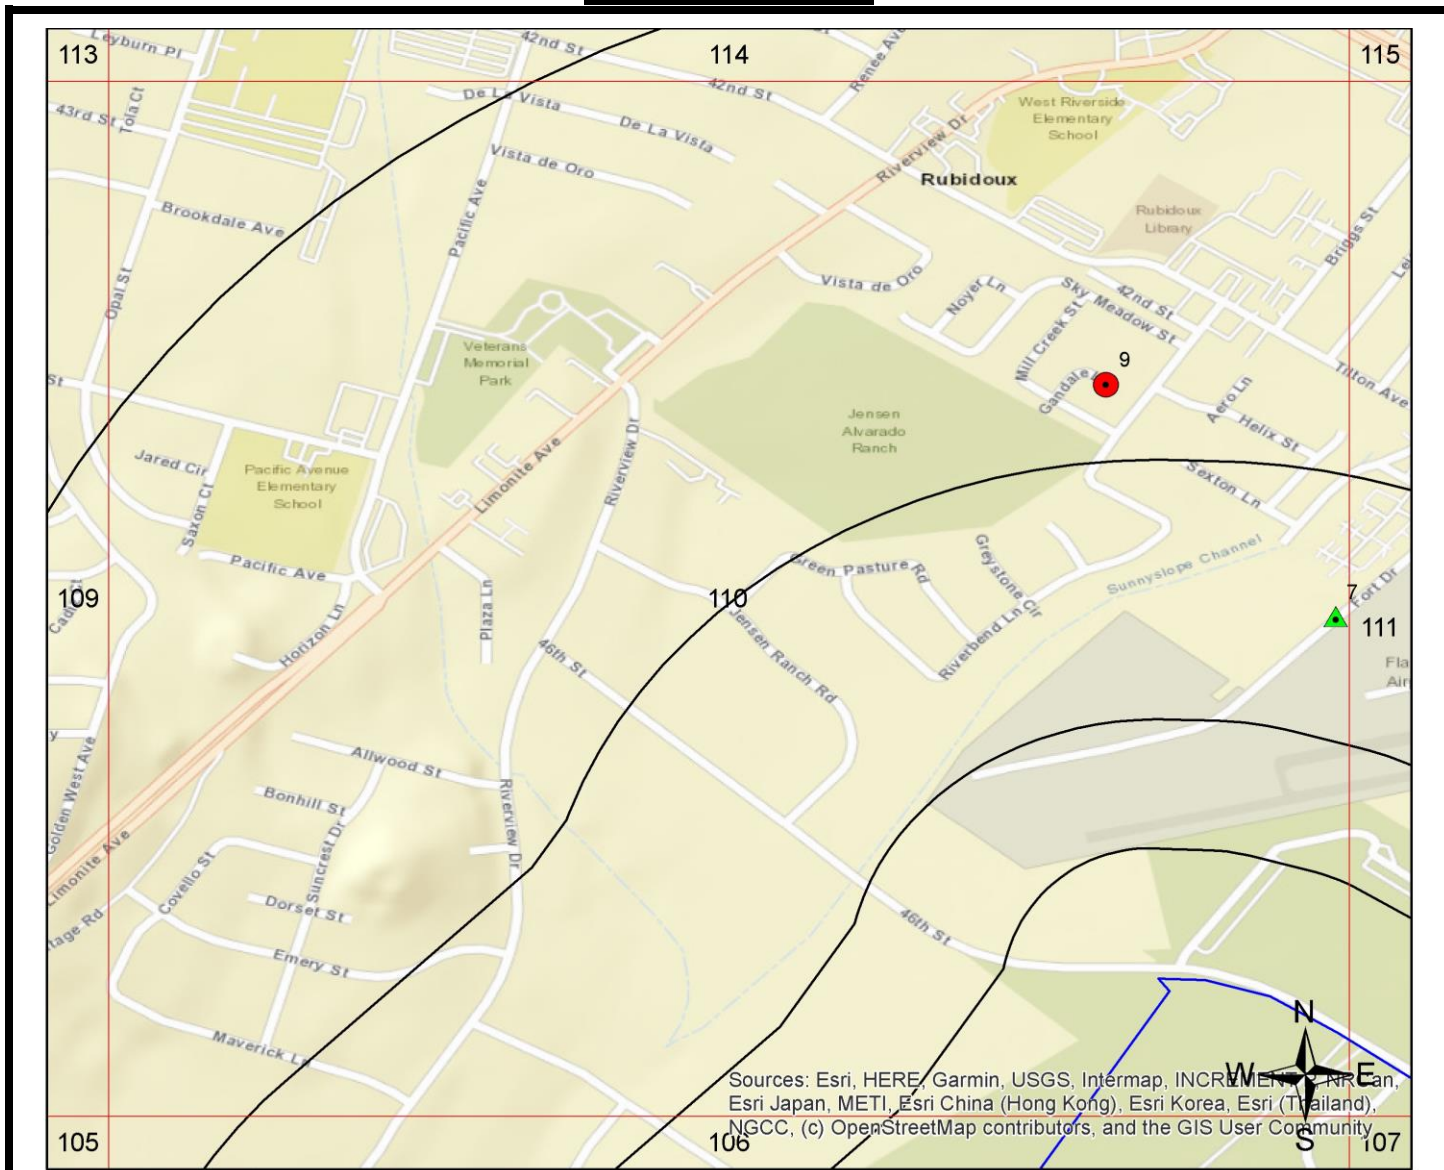 113
114
115
Leyburn Pl
42nd St
Renee Ave
42nd St
Tola Ct
43rd St
De La Vista
De La Vista
Riverview Dr
West Riverside
Elementary
School
Rubidoux
Vista de Oro
Pacific Ave
Brookdale Ave
Rubidoux
Library
Briggs St
Opal St
Vista de Oro
Noyer Ln
42nd St
Sky Meadow St
Mill Creek St
Veterans
Memorial
Park
9
Gandale
Aero Ln
Tilton Ave
Helix St
St
Jensen
Alvarado
Ranch
Riverview Dr
Limonite Ave
Jared Cir
Saxon Ct
Pacific Avenue
Elementary
School
Sexton Ln
Pacific Ave
Green Pasture Rd
Greystone Cir
Sunnyslope Channel
7
Fort Dr
109
110
111
Plaza Ln
Horizon Ln
Jensen Ranch Rd
Riverbend Ln
46th St
Fla
Air
y
Golden West Ave
Allwood St
Bonhill St
Riverview Dr
Suncrest Dr
Limonite Ave
Covello St
Dorset St
46th St
tage Rd
Emery St
Maverick Ln
N
W
E
S
Sources: Esri, HERE, Garmin, USGS, Intermap, INCREMENT
Esri Japan, METI, Esri China (Hong Kong), Esri Korea, Esri (Thailand),
NGCC, (c) OpenStreetMap contributors, and the GIS User Community
105
106
107